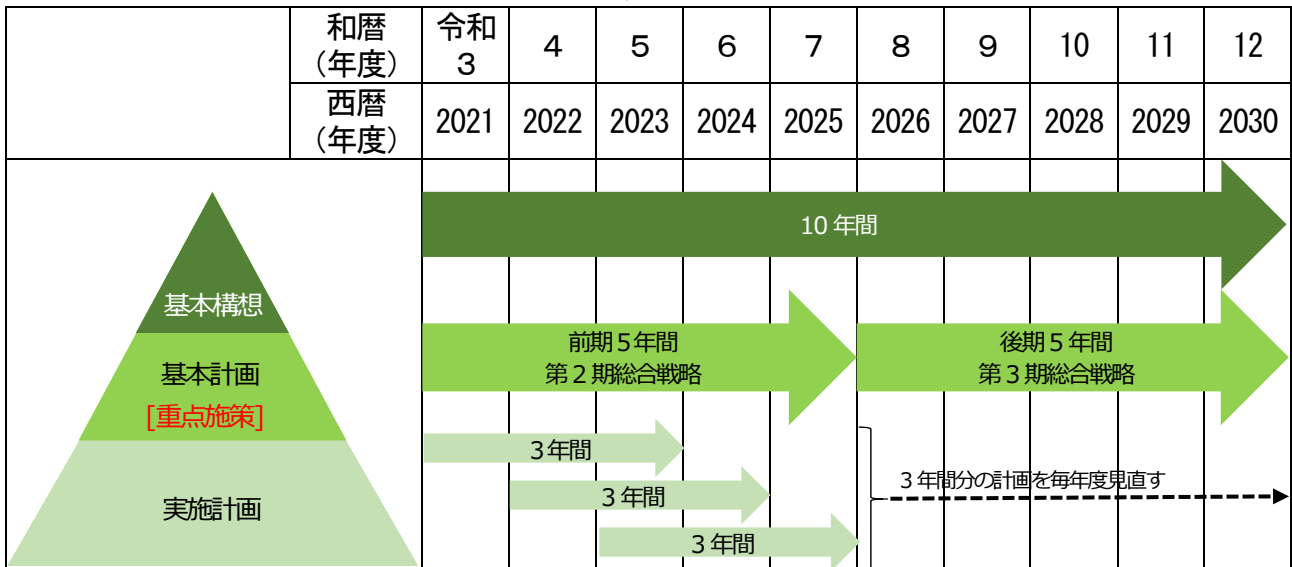 和暦
（年度）
令和
3
4
5
6
7
8
9
10
11
12
西暦
（年度）
2021
2022
2023
2024
2025
2026
2027
2028
2029
2030
10年間
基本構想
前期５年間
第２期総合戦略
後期５年間
第３期総合戦略
基本計画
[重点施策]
３年間
３年間
３年間
３年間分の計画を毎年度見直す
実施計画